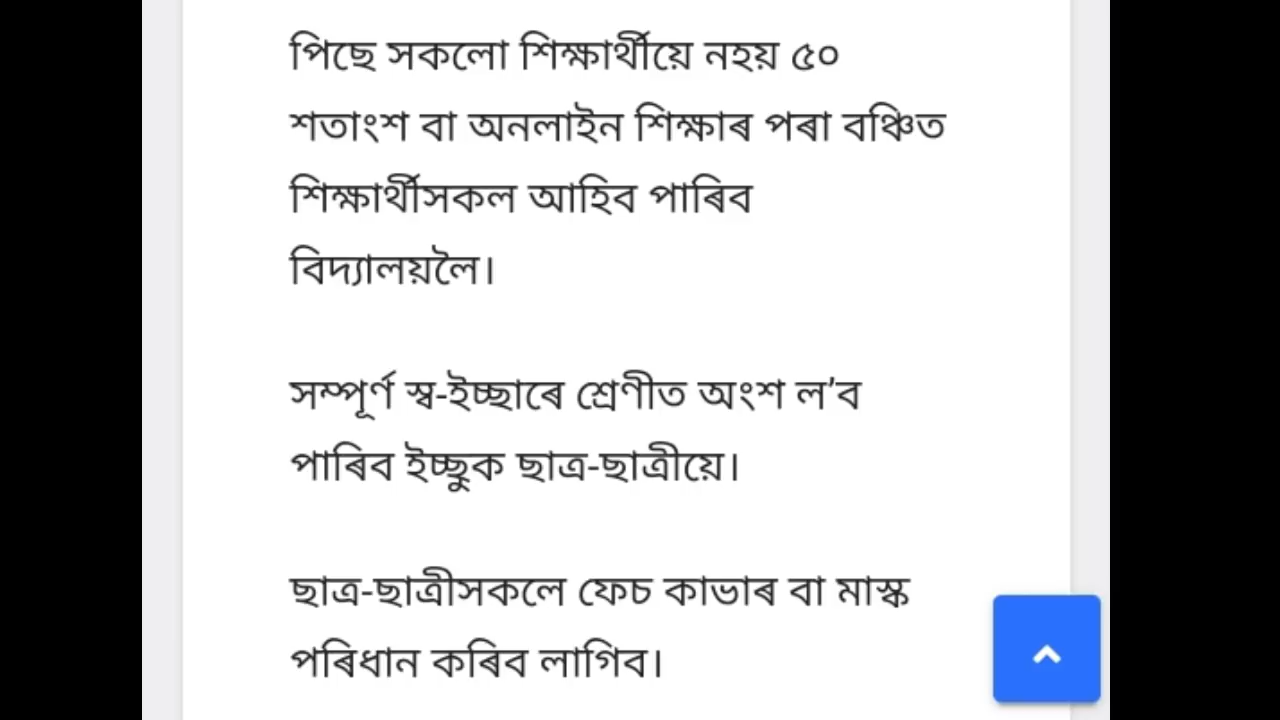 পিছে সকলো শিক্ষাৰ্থীয়ে নহয় ৫০
শতাংশ বা অনলাইন শিক্ষাৰ পৰা বঞ্চিত
শিক্ষাৰ্থীসকল আহিব পাৰিব
বিদ্যালয়লৈ।
সম্পূৰ্ণ স্ব-ইচ্ছাৰে শ্ৰেণীত অংশ ল’ব
পাৰিব ইচ্ছুক ছাত্ৰ-ছাত্ৰীয়ে।
ছাত্ৰ-ছাত্ৰীসকলে ফেচ কাভাৰ বা মাস্ক
পৰিধান কৰিব লাগিব।